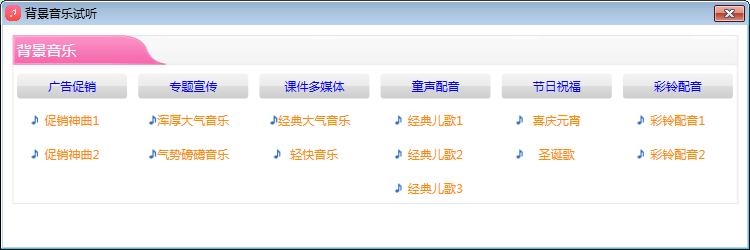 背景音乐试听
背景音乐
广告促销 专题宣传 课件多媒体 童声配音 节日祝福 彩铃配音
促销神曲1 浑厚大气音乐 经典大气音乐 经典儿歌1 喜庆元宵 彩铃配音1
促销神曲2 气势磅礴音乐 轻快音乐 经典儿歌2 圣诞歌 彩铃配音2
经典儿歌3